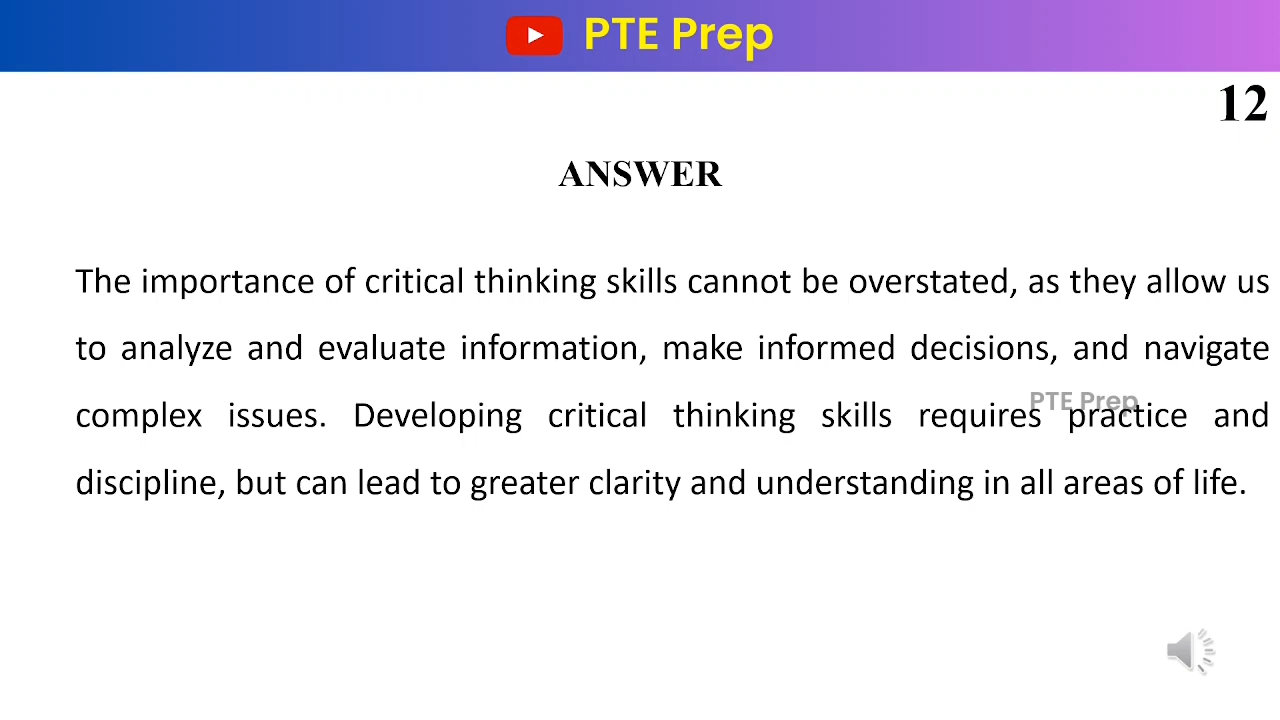 PTE Prep
12
ANSWER
The importance of critical thinking skills cannot be overstated, as they allow us
to analyze and evaluate information, make informed decisions, and navigate
complex issues. Developing critical thinking skills requires practice and
PTE Prep
discipline, but can lead to greater clarity and understanding in all areas of life.